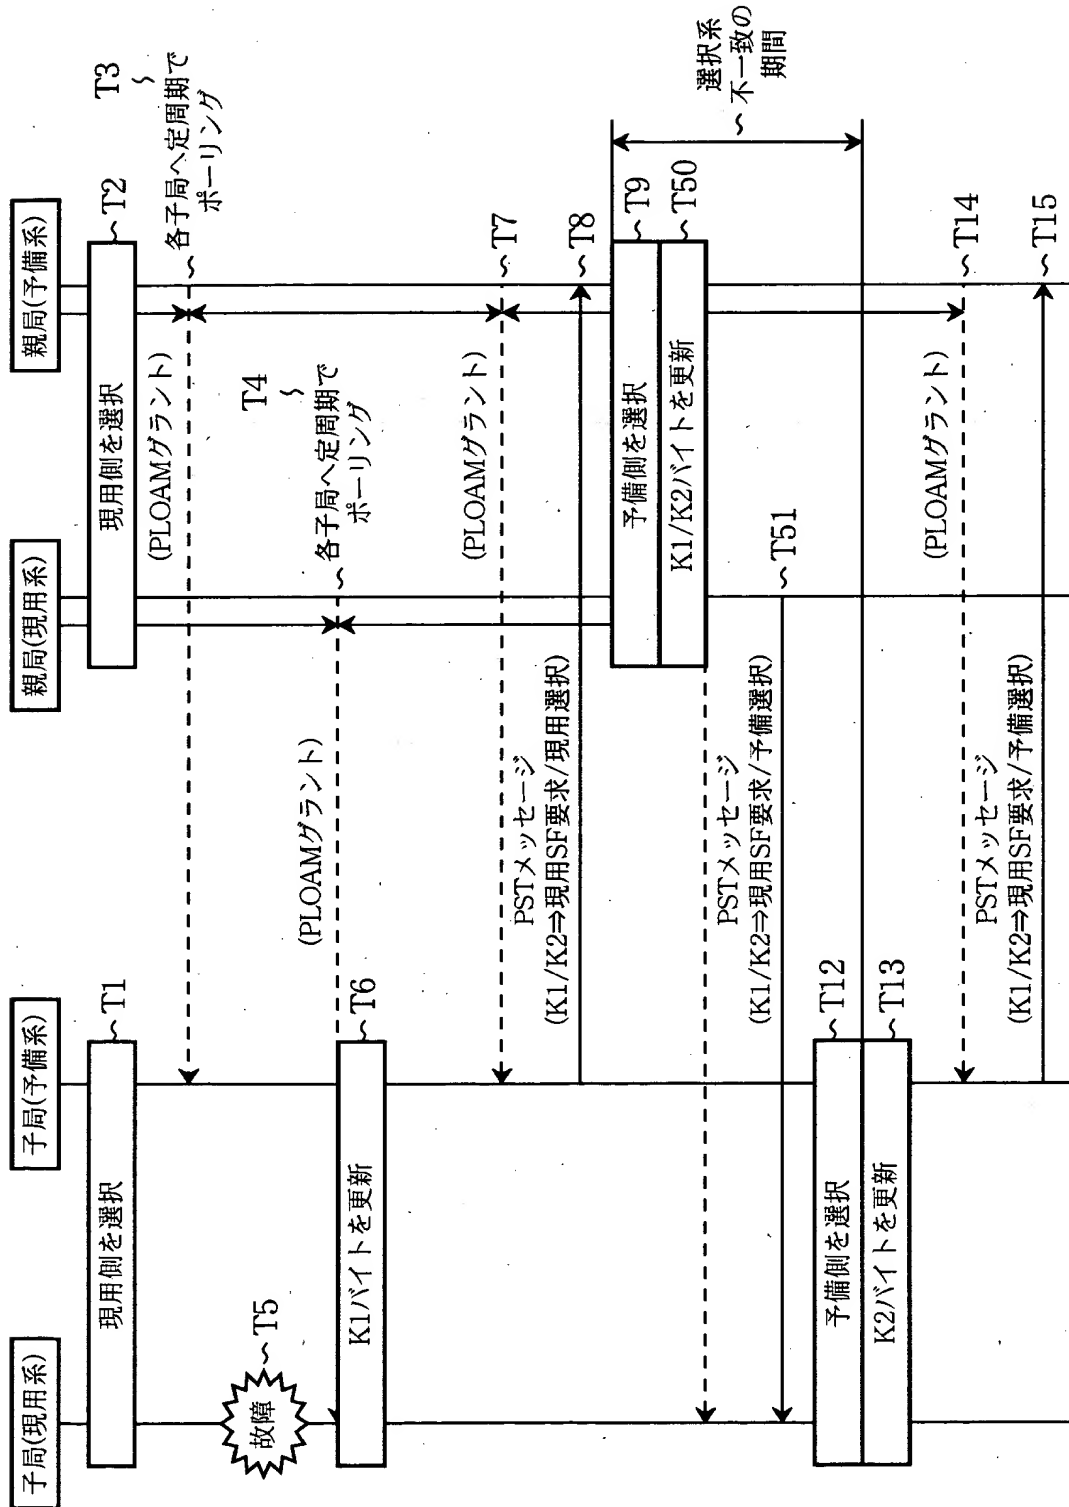 子局(現用系)
子局(予備系)
親局(現用系)
親局(予備系)
現用側を選択
T1
現用側を選択
T2
T3
各子局へ定周期で
ポーリング
(PLOAMグラント)
故障
T5
T4
各子局へ定周期で
ポーリング
(PLOAMグラント)
K1バイトを更新
T6
(PLOAMグラント)
T7
PSTメッセージ
(K1/K2⇒現用SF要求/現用選択)
T8
予備側を選択
T9
K1/K2バイトを更新
T50
選択系
不一致の
期間
PSTメッセージ
(K1/K2⇒現用SF要求/予備選択)
T51
予備側を選択
T12
K2バイトを更新
T13
(PLOAMグラント)
T14
PSTメッセージ
(K1/K2⇒現用SF要求/予備選択)
T15